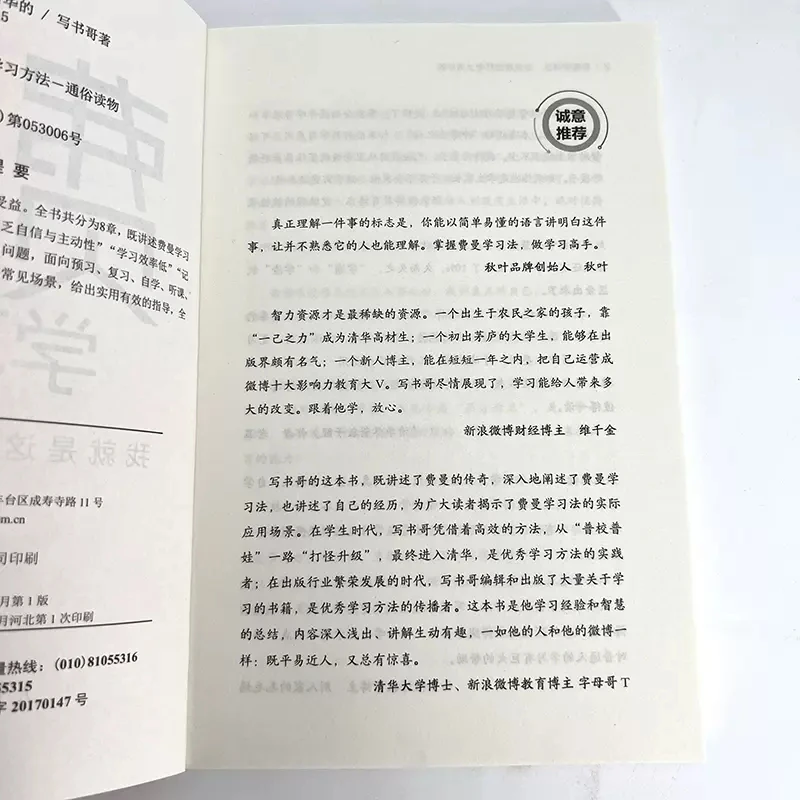 华的 / 写书哥著
5
学习方法－通俗读物
）第053006号
提 要
受益。全书共分为8章，既讲述费曼学习
乏自信与主动性”“学习效率低”“记
问题，面向预习、复习、自学、听课、
常见场景，给出实用有效的指导，全
学
我就是这
丰台区成寿寺路 11 号
m.cn
司印刷
月第 1 版
月河北第 1 次印刷
量热线：(010)81055316
55315
字 20170147 号
诚意
推荐
真正理解一件事的标志是，你能以简单易懂的语言讲明白这件
事，让并不熟悉它的人也能理解。掌握费曼学习法，做学习高手。
秋叶品牌创始人 秋叶
智力资源才是最稀缺的资源。一个出生于农民之家的孩子，靠
“一己之力”成为清华高材生；一个初出茅庐的大学生，能够在出
版界颇有名气；一个新人博主，能在短短一年之内，把自己运营成
微博十大影响力教育大 V。写书哥尽情展现了，学习能给人带来多
大的改变。跟着他学，放心。
新浪微博财经博主 维千金
写书哥的这本书，既讲述了费曼的传奇，深入地阐述了费曼学
习法，也讲述了自己的经历，为广大读者揭示了费曼学习法的实际
应用场景。在学生时代，写书哥凭借着高效的方法，从“普校普
娃”一路“打怪升级”，最终进入清华，是优秀学习方法的实践
者；在出版行业繁荣发展的时代，写书哥编辑和出版了大量关于学
习的书籍，是优秀学习方法的传播者。这本书是他学习经验和智慧
的总结，内容深入浅出、讲解生动有趣，一如他的人和他的微博一
样：既平易近人，又总有惊喜。
清华大学博士、新浪微博教育博主 字母哥 T